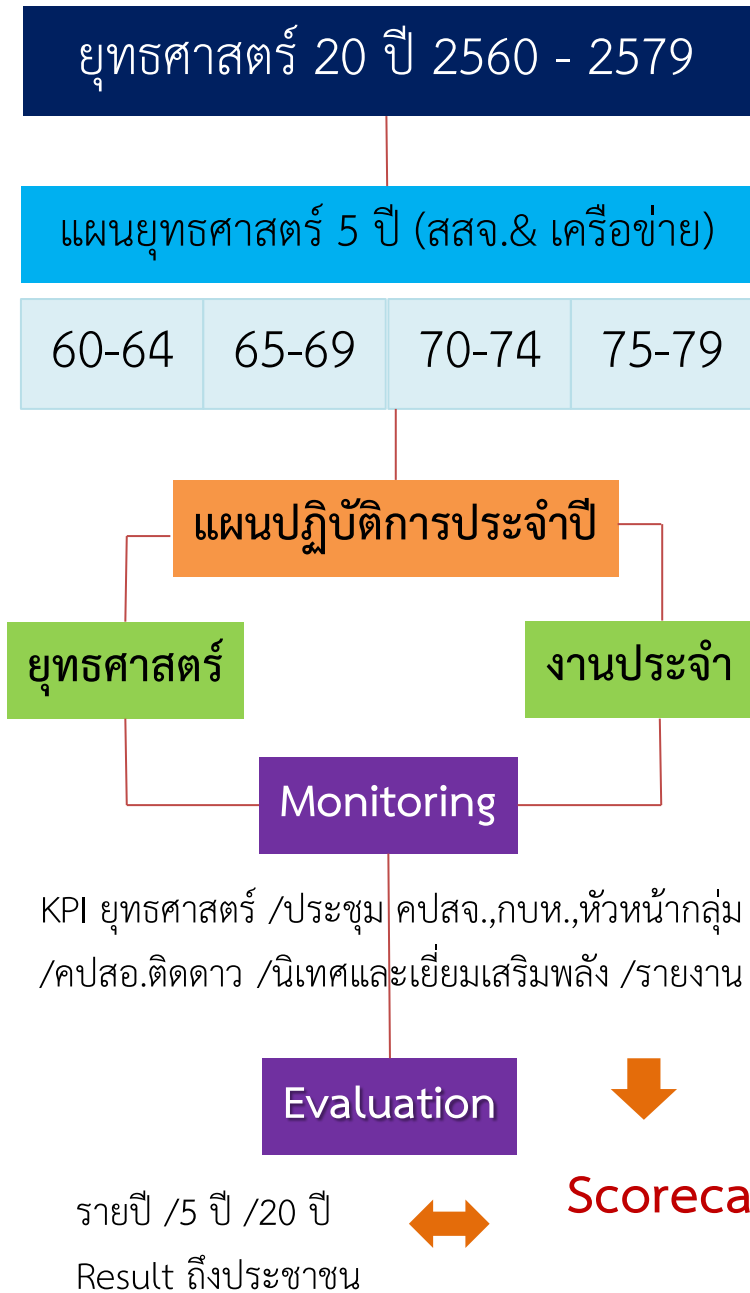 ยุทธศาสตร์ 20 ปี 2560 - 2579
แผนยุทธศาสตร์ 5 ปี (สสจ.& เครือข่าย)
60-64 65-69 70-74 75-79
แผนปฏิบัติการประจำปี
ยุทธศาสตร์ งานประจำ
Monitoring
KPI ยุทธศาสตร์ /ประชุม คปสจ.,กบห.,หัวหน้ากลุ่ม
/คปสอ.ติดดาว /นิเทศและเยี่ยมเสริมพลัง /รายงาน
Evaluation
Scoreca
รายปี /5 ปี /20 ปี
Result ถึงประชาชน